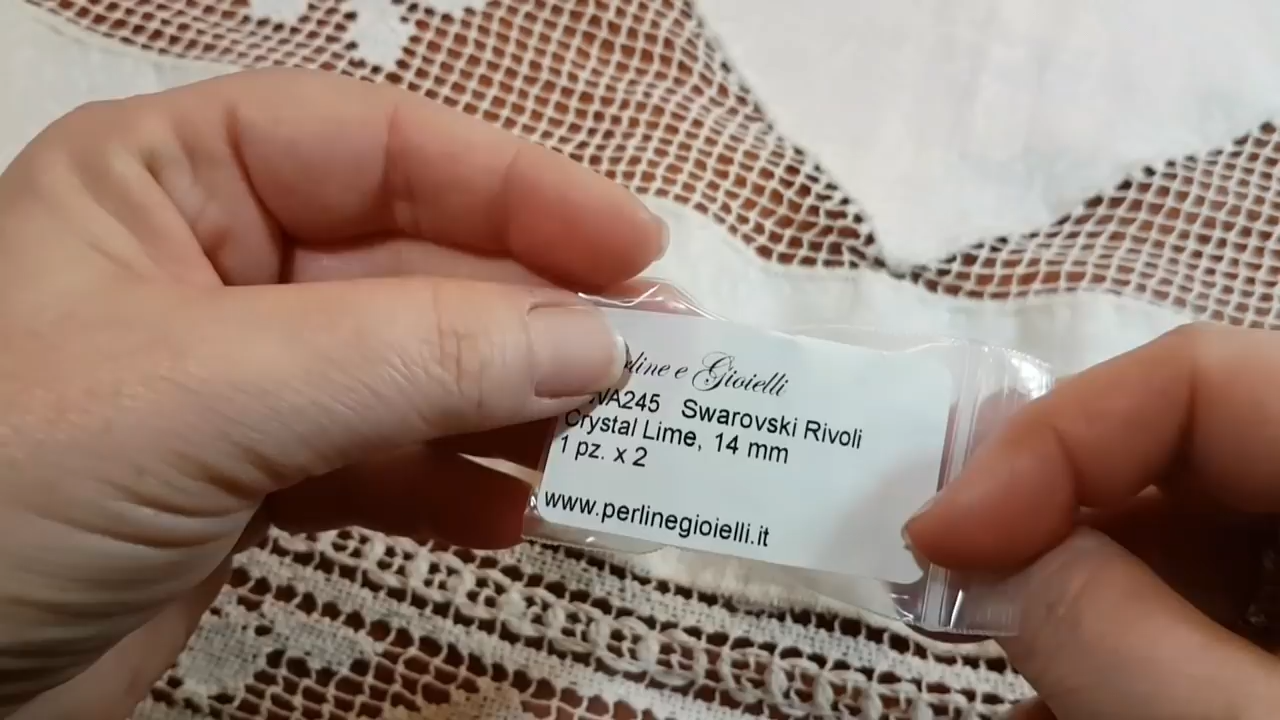 e Gioielli
Swarovski Rivoli
Crystal Lime, 14 mm
1 pz. x 2
www.perlinegioielli.it